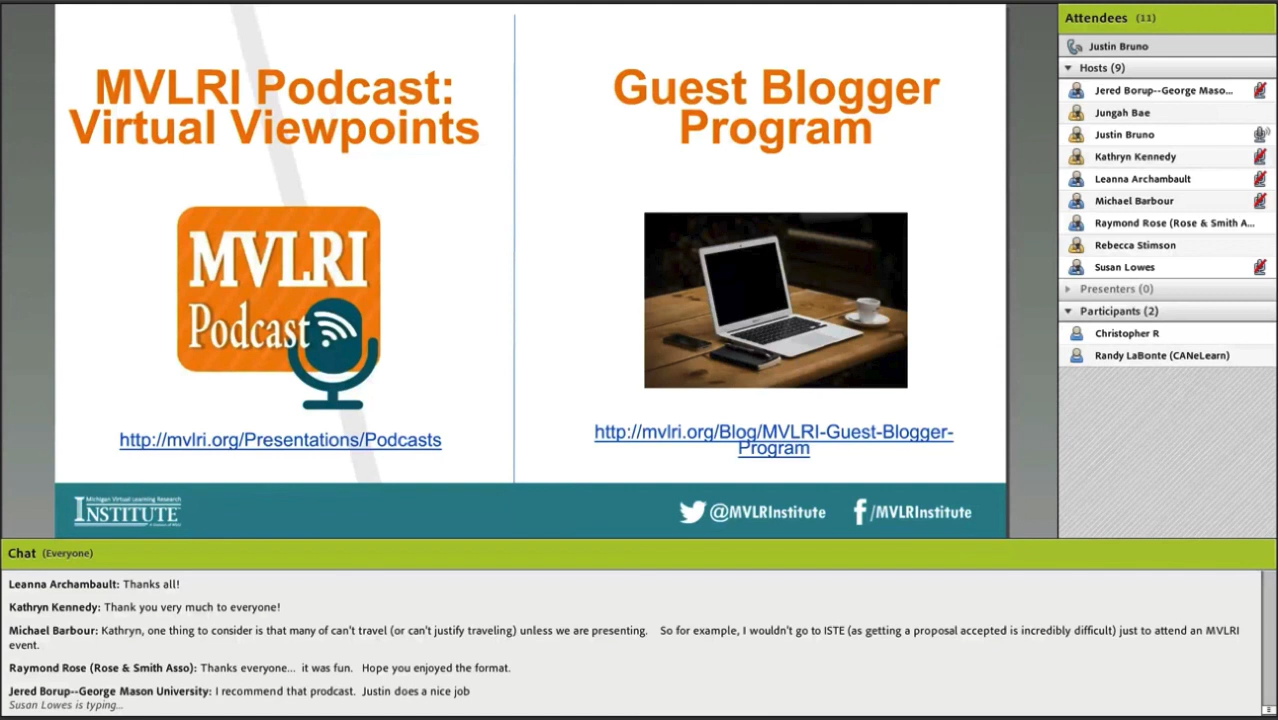 MVLRI Podcast:
Virtual Viewpoints
MVLRI
Podcast
http://mvlri.org/Presentations/Podcasts
Guest Blogger
Program
http://mvlri.org/Blog/MVLRI-Guest-Blogger-
Program
Michigan Virtual Learning Research
INSTITUTE
@MVLRInstitute
/MVLRInstitute
Attendees (11)
Justin Bruno
Hosts (9)
Jered Borup--George Maso...
Jungah Bae
Justin Bruno
Kathryn Kennedy
Leanna Archambault
Michael Barbour
Raymond Rose (Rose & Smith A...
Rebecca Stimson
Susan Lowes
Presenters (0)
Participants (2)
Christopher R
Randy LaBonte (CANeLearn)
Chat (Everyone)
Leanna Archambault: Thanks all!
Kathryn Kennedy: Thank you very much to everyone!
Michael Barbour: Kathryn, one thing to consider is that many of can't travel (or can't justify traveling) unless we are presenting. So for example, I wouldn't go to ISTE (as getting a proposal accepted is incredibly difficult) just to attend an MVLRI
event.
Raymond Rose (Rose & Smith Asso): Thanks everyone... it was fun. Hope you enjoyed the format.
Jered Borup--George Mason University: I recommend that prodcast. Justin does a nice job
Susan Lowes is typing...